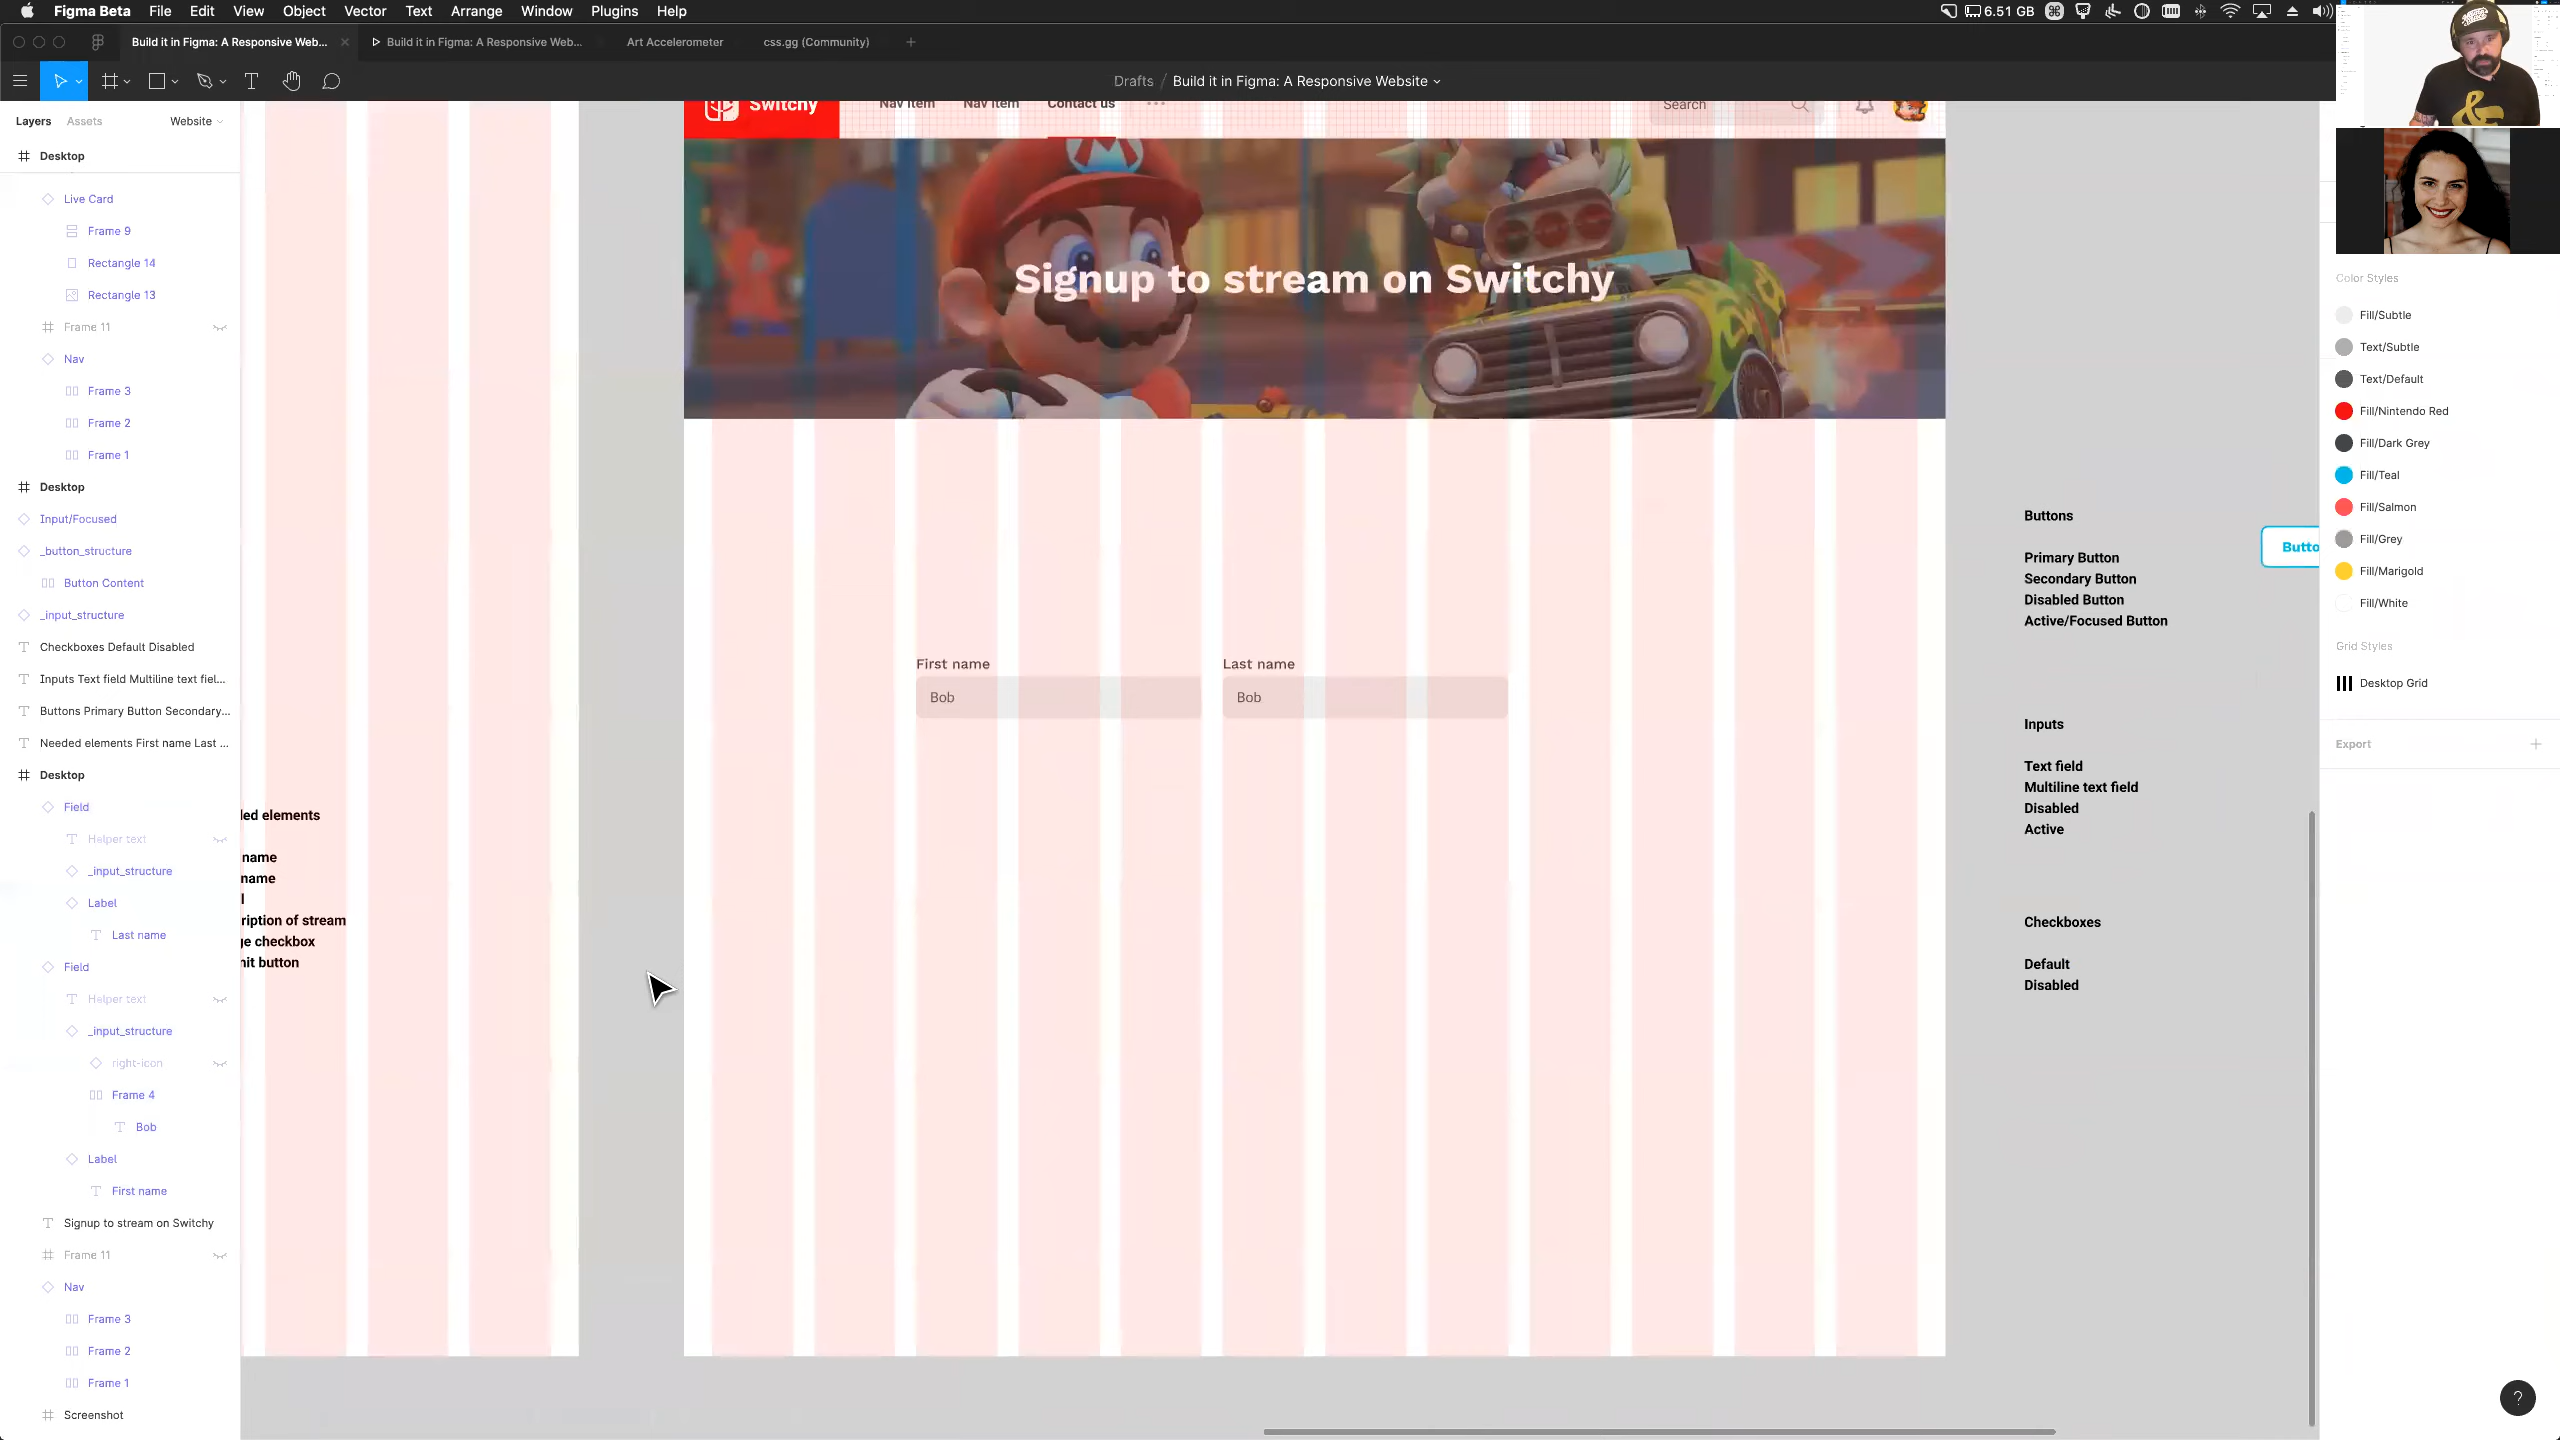 Figma Beta File Edit View Object Vector Text Arrange Window Plugins Help
6.51 GB
Build it in Figma: A Responsive Web...
Build it in Figma: A Responsive Web...
Art Accelerometer
css.gg (Community)
Drafts / Build it in Figma: A Responsive Website
Layers
Assets
Website
Desktop
Live Card
Frame 9
Rectangle 14
Rectangle 13
Frame 11
Nav
Frame 3
Frame 2
Frame 1
Desktop
Input/Focused
_button_structure
Button Content
_input_structure
Checkboxes Default Disabled
Inputs Text field Multiline text fiel...
Buttons Primary Button Secondary...
Needed elements First name Last ...
Desktop
Field
Helper text
_input_structure
Label
Last name
Field
Helper text
_input_structure
right-icon
Frame 4
Bob
Label
First name
Signup to stream on Switchy
Frame 11
Nav
Frame 3
Frame 2
Frame 1
Screenshot
led elements
name
name
l
ription of stream
ge checkbox
nit button
Switchy
Nav item
Nav item
Contact us
Search
Signup to stream on Switchy
First name
Last name
Bob
Bob
Buttons
Primary Button
Secondary Button
Disabled Button
Active/Focused Button
Butto
Inputs
Text field
Multiline text field
Disabled
Active
Checkboxes
Default
Disabled
Color Styles
Fill/Subtle
Text/Subtle
Text/Default
Fill/Nintendo Red
Fill/Dark Grey
Fill/Teal
Fill/Salmon
Fill/Grey
Fill/Marigold
Fill/White
Grid Styles
Desktop Grid
Export
?